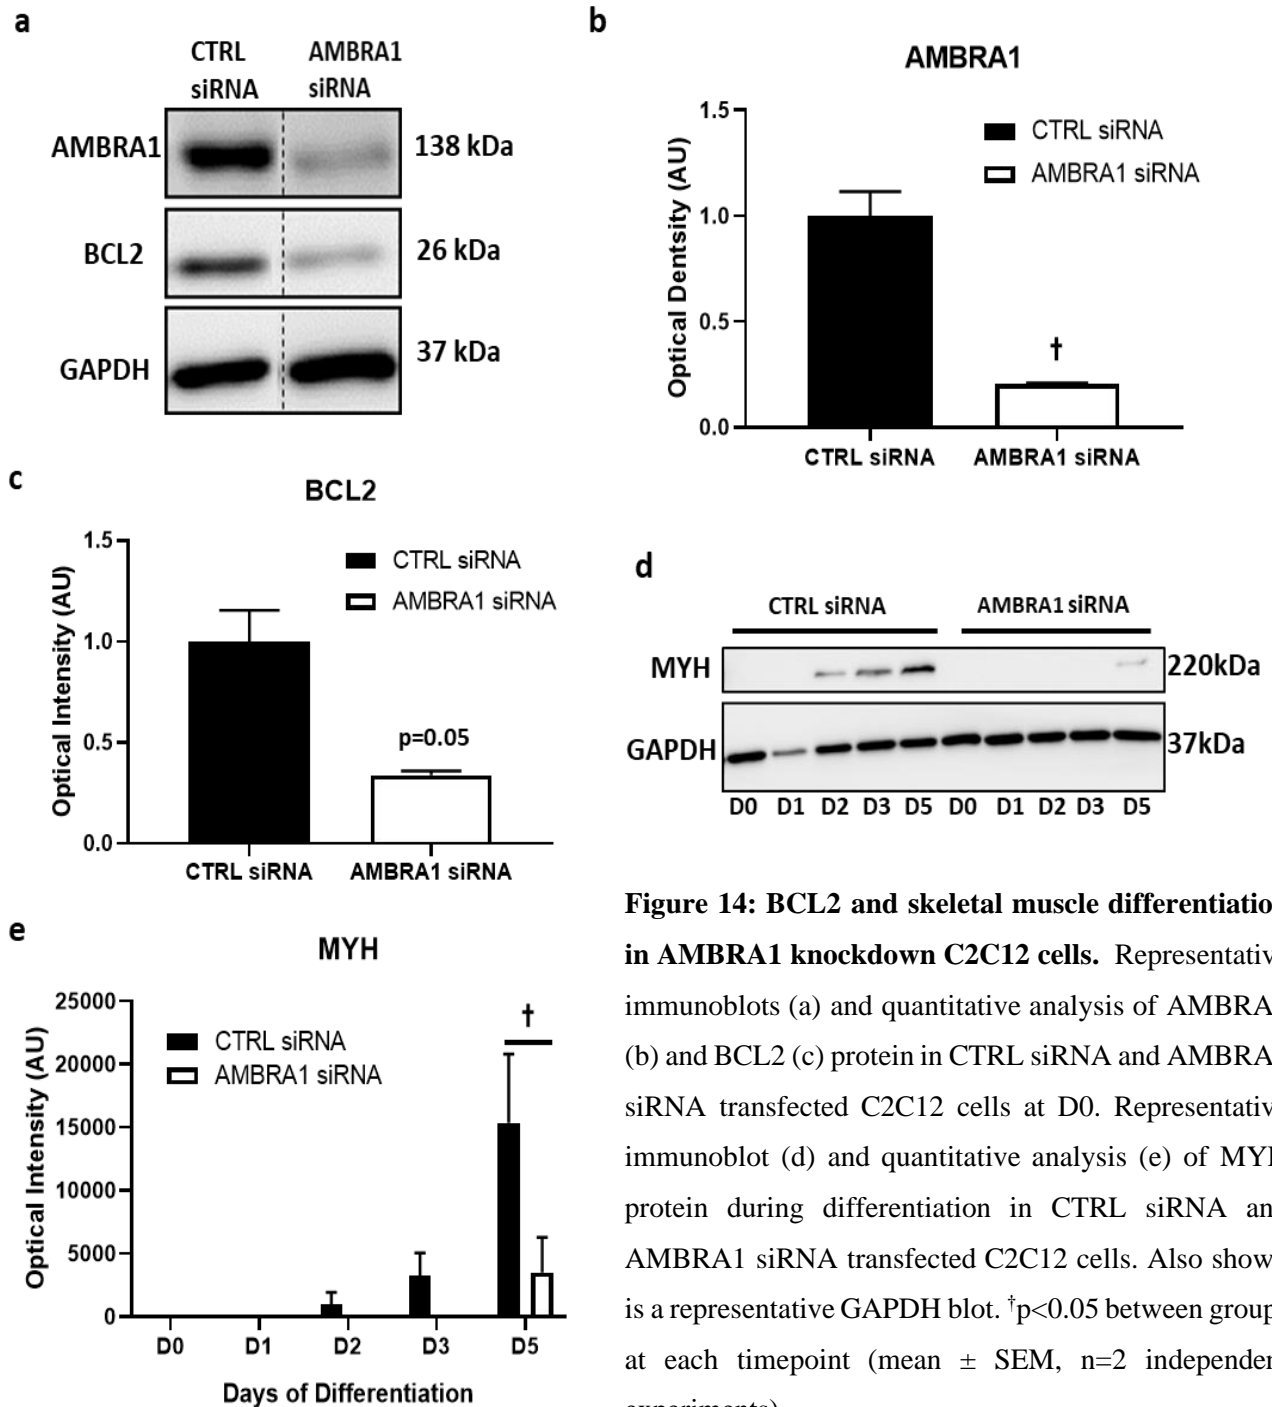 a
CTRL siRNA
AMBRA1 siRNA
AMBRA1
138 kDa
BCL2
26 kDa
GAPDH
37 kDa
b
AMBRA1
Optical Dentsity (AU)
1.5
1.0
0.5
0.0
CTRL siRNA
AMBRA1 siRNA
†
CTRL siRNA
AMBRA1 siRNA
c
BCL2
Optical Intensity (AU)
1.5
1.0
0.5
0.0
CTRL siRNA
AMBRA1 siRNA
p=0.05
CTRL siRNA
AMBRA1 siRNA
d
CTRL siRNA
AMBRA1 siRNA
MYH
220kDa
GAPDH
37kDa
D0 D1 D2 D3 D5 D0 D1 D2 D3 D5
e
MYH
Optical Intensity (AU)
25000
20000
15000
10000
5000
0
CTRL siRNA
AMBRA1 siRNA
†
D0 D1 D2 D3 D5
Days of Differentiation
Figure 14: BCL2 and skeletal muscle differentiatio
in AMBRA1 knockdown C2C12 cells. Representativ
immunoblots (a) and quantitative analysis of AMBRA
(b) and BCL2 (c) protein in CTRL siRNA and AMBRA
siRNA transfected C2C12 cells at D0. Representativ
immunoblot (d) and quantitative analysis (e) of MYH
protein during differentiation in CTRL siRNA an
AMBRA1 siRNA transfected C2C12 cells. Also show
is a representative GAPDH blot. †p<0.05 between group
at each timepoint (mean ± SEM, n=2 independen